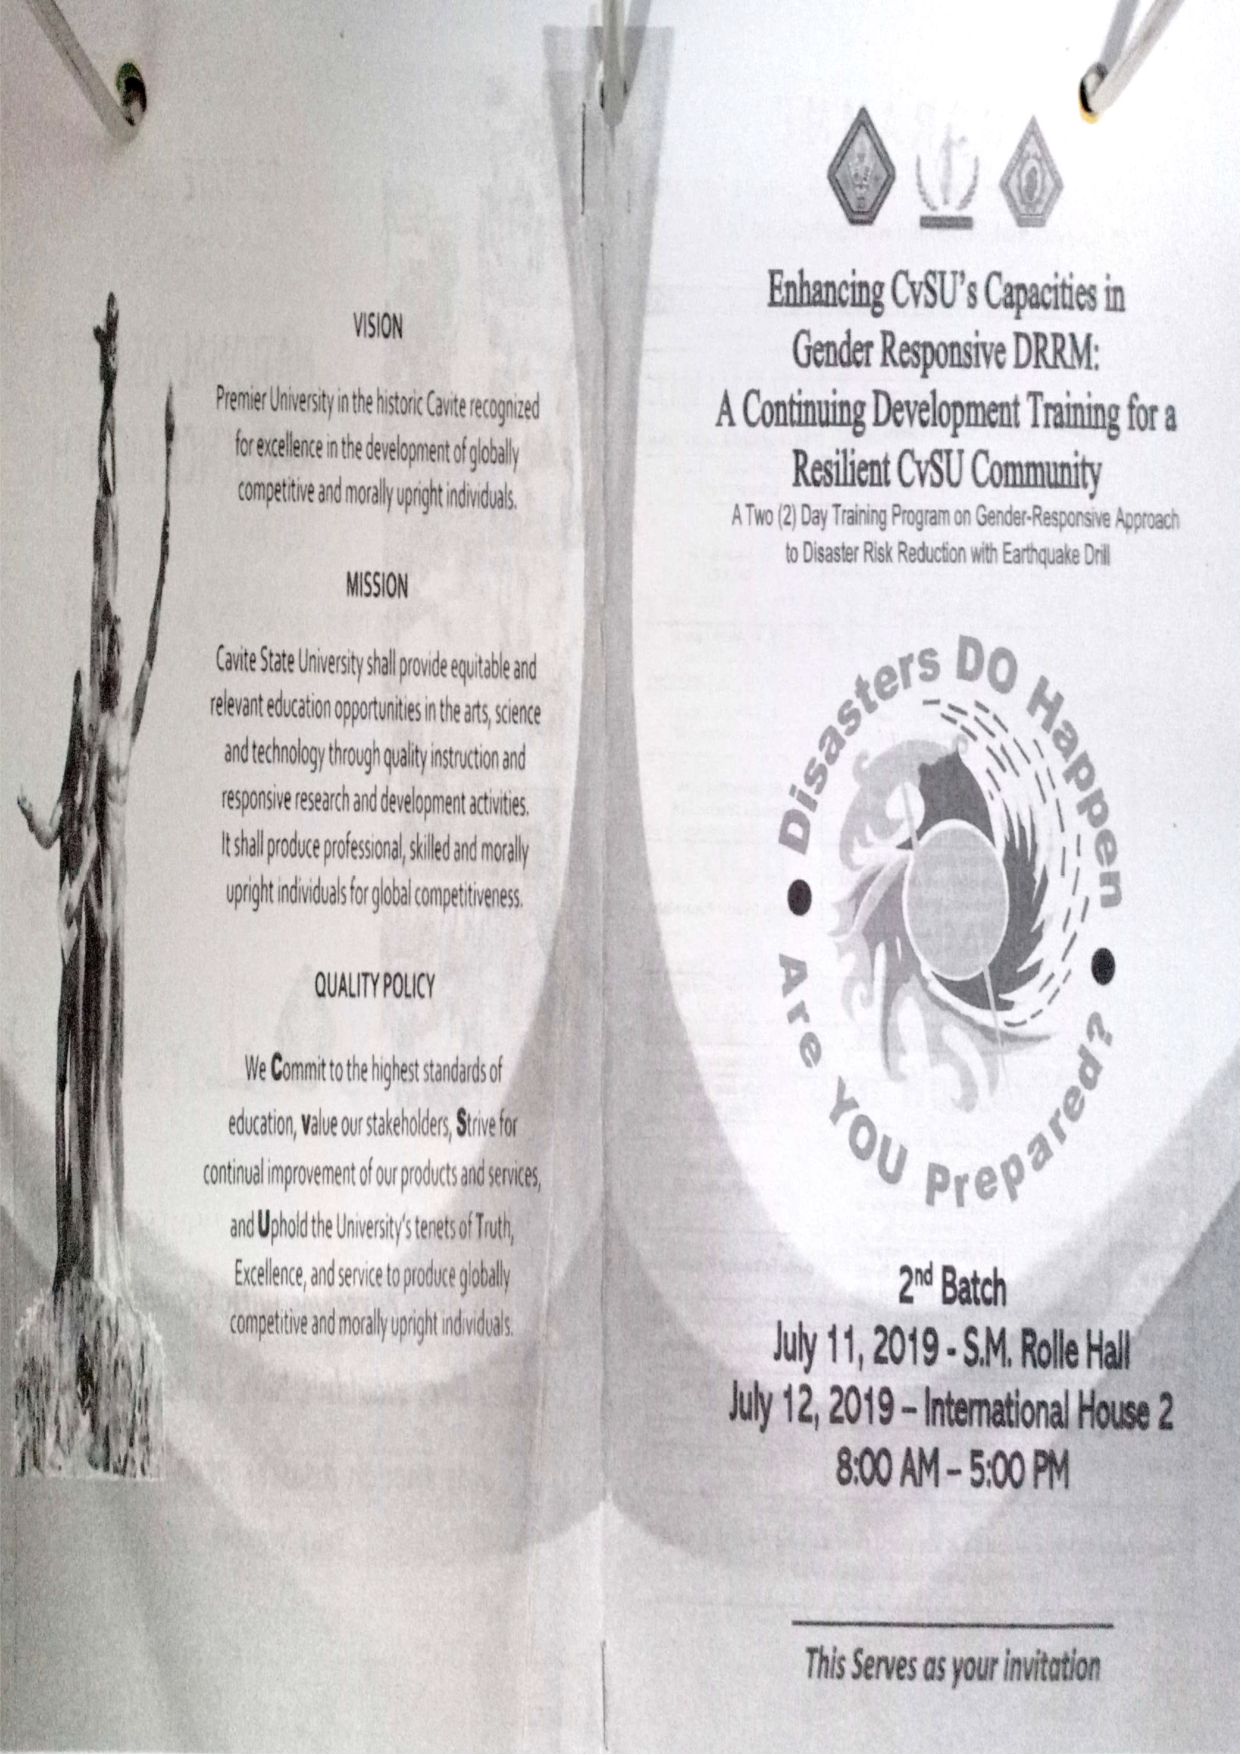 VISION
Premier University in the historic Cavite recognized
for excellence in the development of globally
competitive and morally upright individuals.
MISSION
Cavite State University shall provide equitable and
relevant education opportunities in the arts, science
and technology through quality instruction and
responsive research and development activities.
It shall produce professional, skilled and morally
upright individuals for global competitiveness.
QUALITY POLICY
We Commit to the highest standards of
education, value our stakeholders, Strive for
continual improvement of our products and services,
and Uphold the University's tenets of Truth,
Excellence, and service to produce globally
competitive and morally upright individuals.
Enhancing CvSU's Capacities in
Gender Responsive DRRM:
A Continuing Development Training for a
Resilient CvSU Community
A Two (2) Day Training Program on Gender-Responsive Approach
to Disaster Risk Reduction with Earthquake Drill
• Disasters DO Happen
• Are YOU Prepared?
2nd Batch
July 11, 2019 - S.M. Rolle Hall
July 12, 2019 – International House 2
8:00 AM – 5:00 PM
This Serves as your invitation